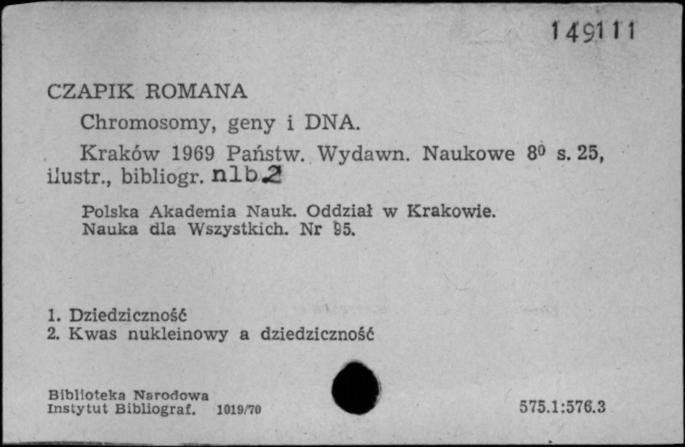 149111
CZAPIK ROMANA
Chromosomy, geny i DNA.
Kraków 1969 Państw. Wydawn. Naukowe 8⁰ s. 25,
ilustr., bibliogr. nlb 2
Polska Akademia Nauk. Oddział w Krakowie.
Nauka dla Wszystkich. Nr 95.
1. Dziedziczność
2. Kwas nukleinowy a dziedziczność
Biblioteka Narodowa
Instytut Bibliograf. 1019/70
575.1:576.3